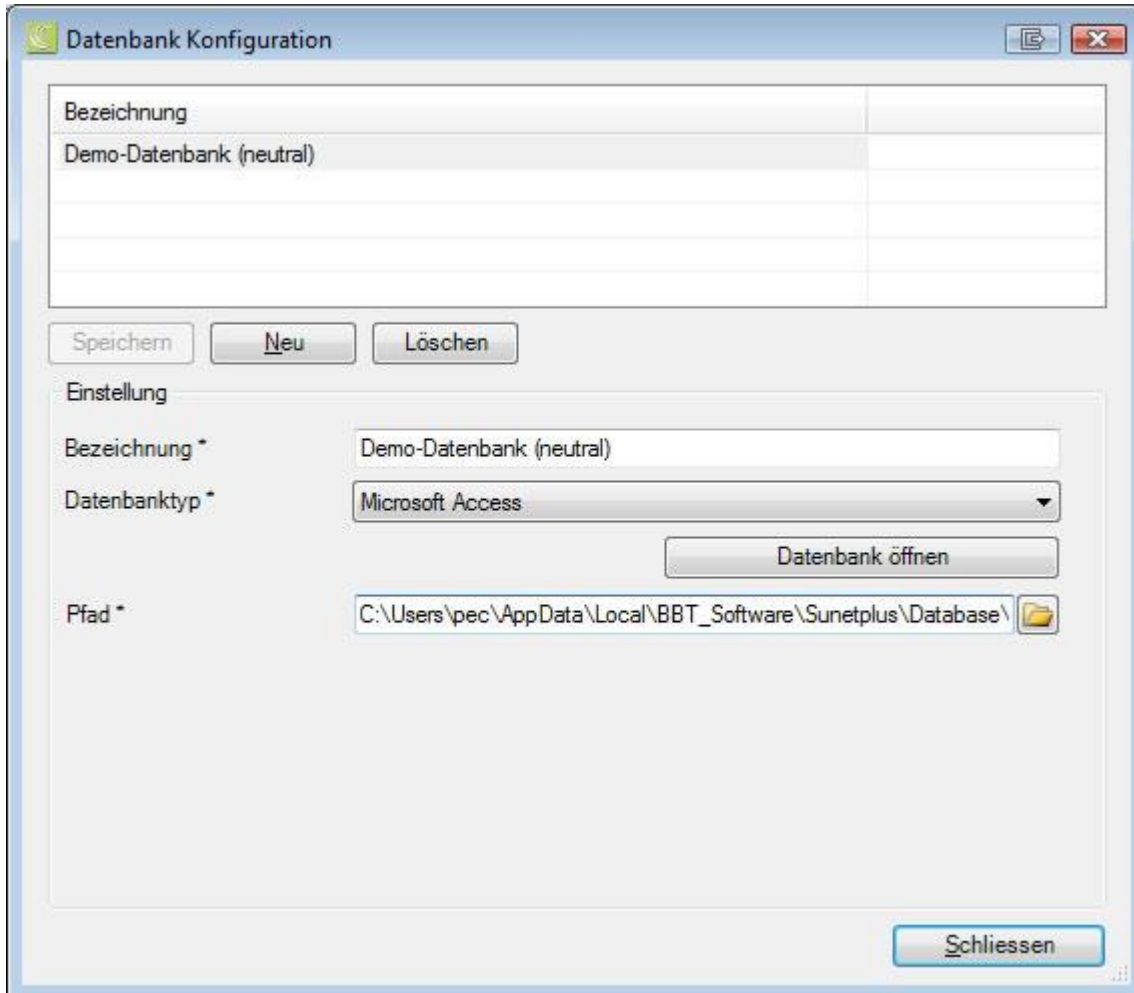 Datenbank Konfiguration
Bezeichnung
Demo-Datenbank (neutral)
Speichern Neu Löschen
Einstellung
Bezeichnung * Demo-Datenbank (neutral)
Datenbanktyp * Microsoft Access
Datenbank öffnen
Pfad * C:\Users\pec\AppData\Local\BBT_Software\Sunetplus\Database\
Schliessen